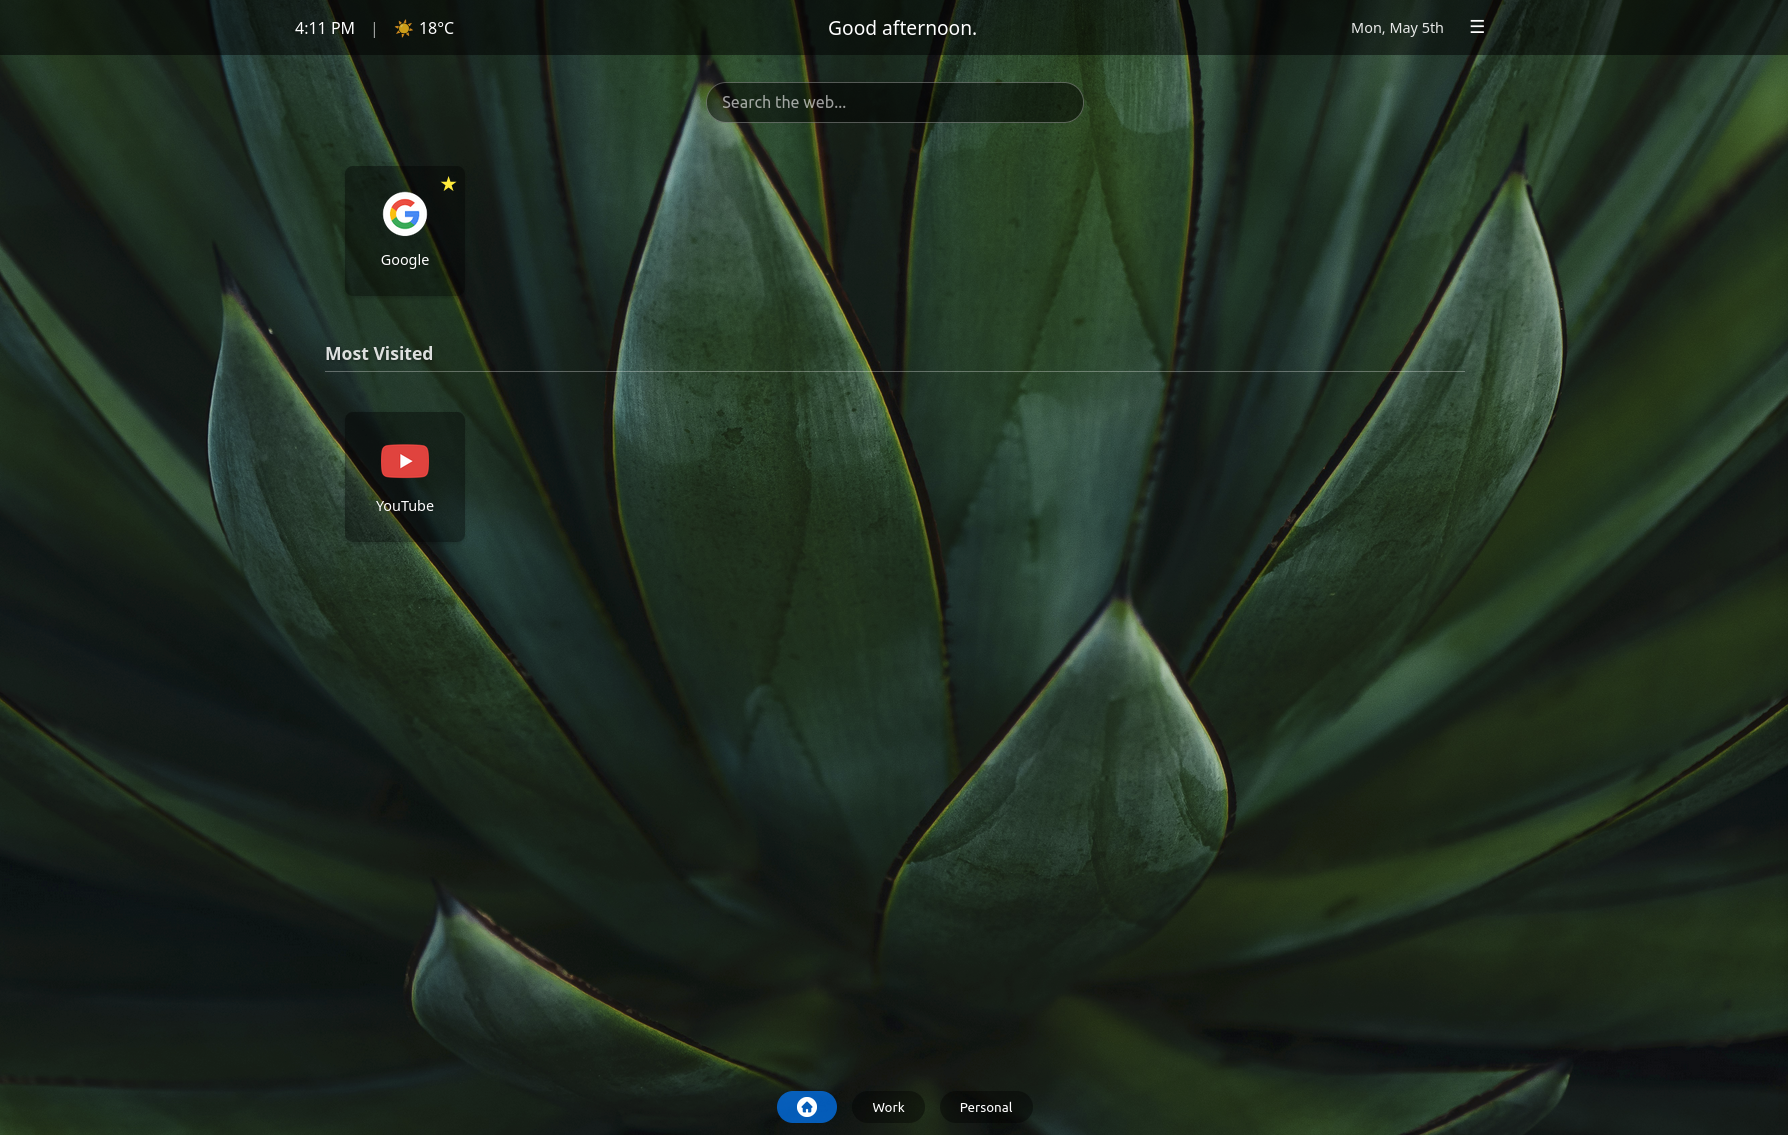 4:11 PM | 18°C
Good afternoon.
Mon, May 5th
Search the web...
Google
Most Visited
YouTube
Work
Personal